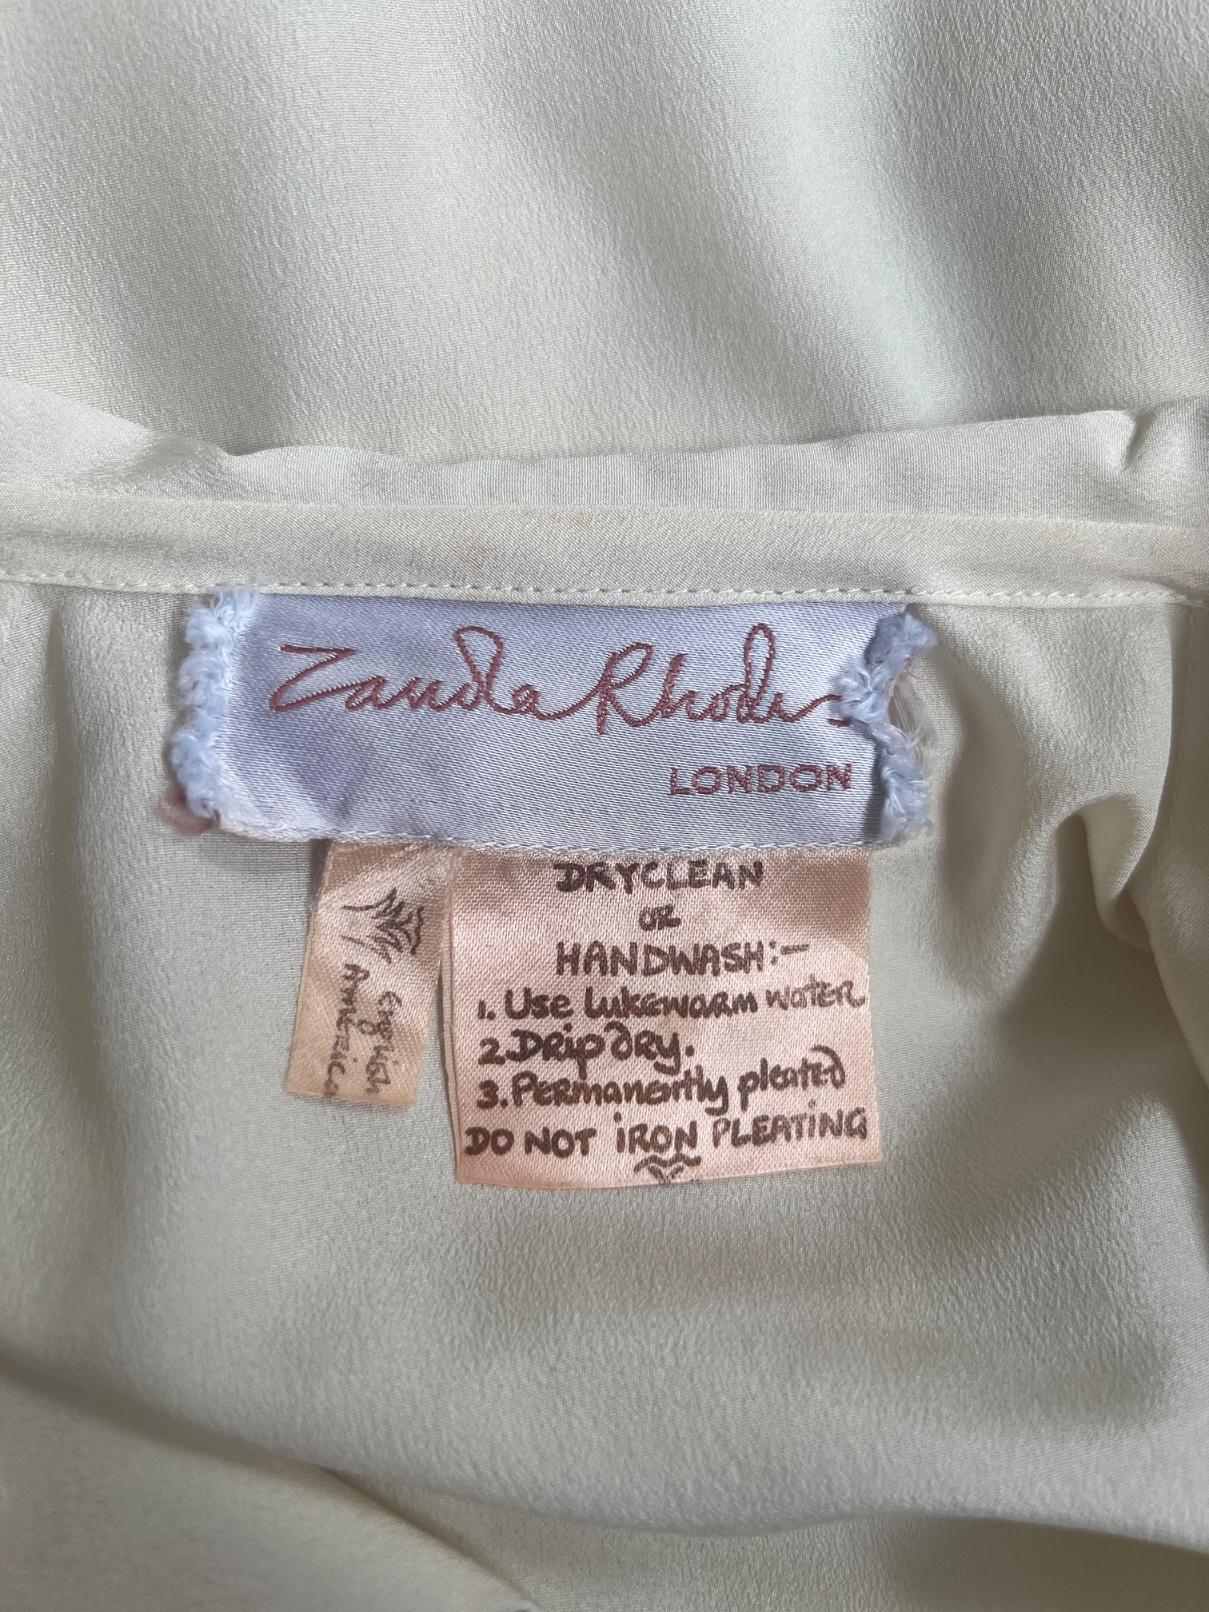 Zandra Rhodes
LONDON
DRYCLEAN
OR
HANDWASH:-
1. Use lukewarm water
2. Drip dry.
3. Permanently pleated
DO NOT IRON PLEATING
English